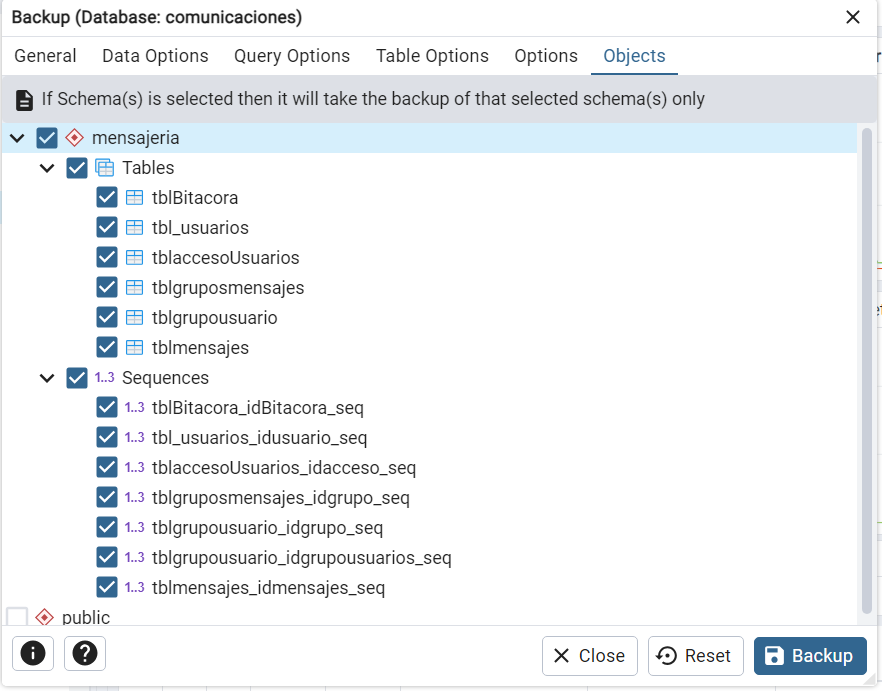 Backup (Database: comunicaciones)
General Data Options Query Options Table Options Options Objects
If Schema(s) is selected then it will take the backup of that selected schema(s) only
mensajeria
Tables
tblBitacora
tbl_usuarios
tblaccesoUsuarios
tblgruposmensajes
tblgrupousuario
tblmensajes
1..3 Sequences
1..3 tblBitacora_idBitacora_seq
1..3 tbl_usuarios_idusuario_seq
1..3 tblaccesoUsuarios_idacceso_seq
1..3 tblgruposmensajes_idgrupo_seq
1..3 tblgrupousuario_idgrupo_seq
1..3 tblgrupousuario_idgrupousuarios_seq
1..3 tblmensajes_idmensajes_seq
public
Close Reset Backup